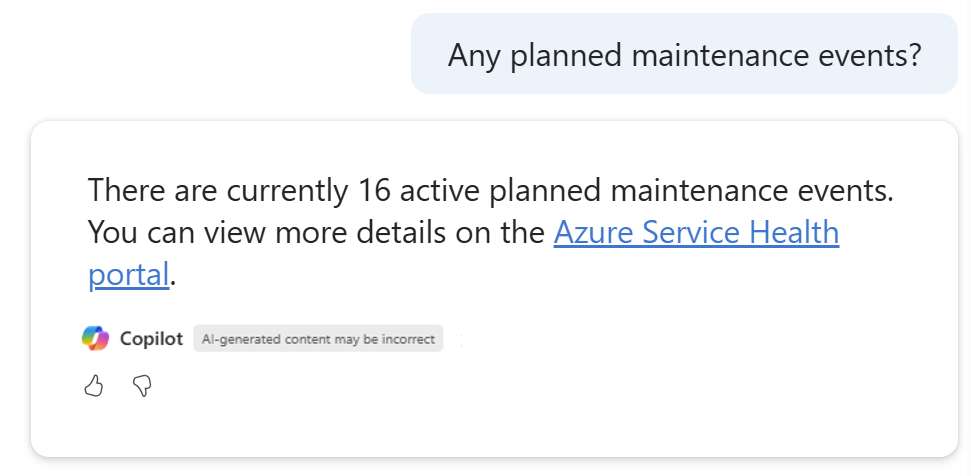 Any planned maintenance events?
There are currently 16 active planned maintenance events.
You can view more details on the Azure Service Health
portal.
Copilot AI-generated content may be incorrect